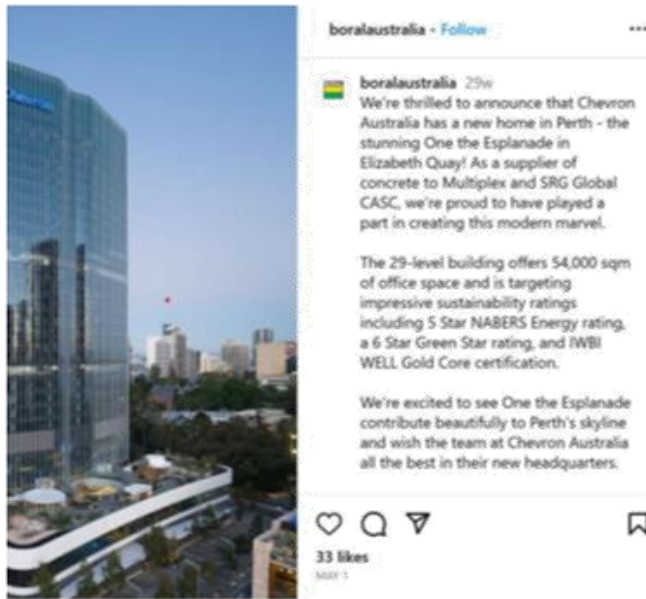 Chevron
boralaustralia • Follow
boralaustralia 29w
We're thrilled to announce that Chevron
Australia has a new home in Perth - the
stunning One the Esplanade in
Elizabeth Quay! As a supplier of
concrete to Multiplex and SRG Global
CASC, we're proud to have played a
part in creating this modern marvel.
The 29-level building offers 54,000 sqm
of office space and is targeting
impressive sustainability ratings
including 5 Star NABERS Energy rating,
a 6 Star Green Star rating, and IWBI
WELL Gold Core certification.
We're excited to see One the Esplanade
contribute beautifully to Perth's skyline
and wish the team at Chevron Australia
all the best in their new headquarters.
33 likes
MAY 1